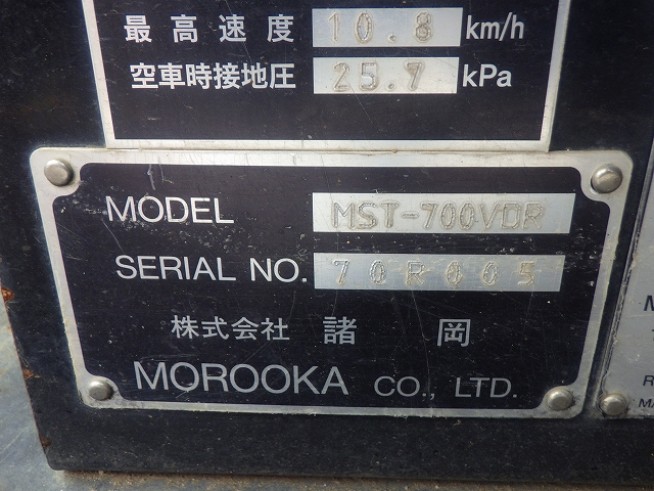 最高速度 10.8 km/h
空車時接地圧 25.7 kPa
MODEL MST-700VDR
SERIAL NO.
株式会社 諸岡
MOROOKA CO., LTD.